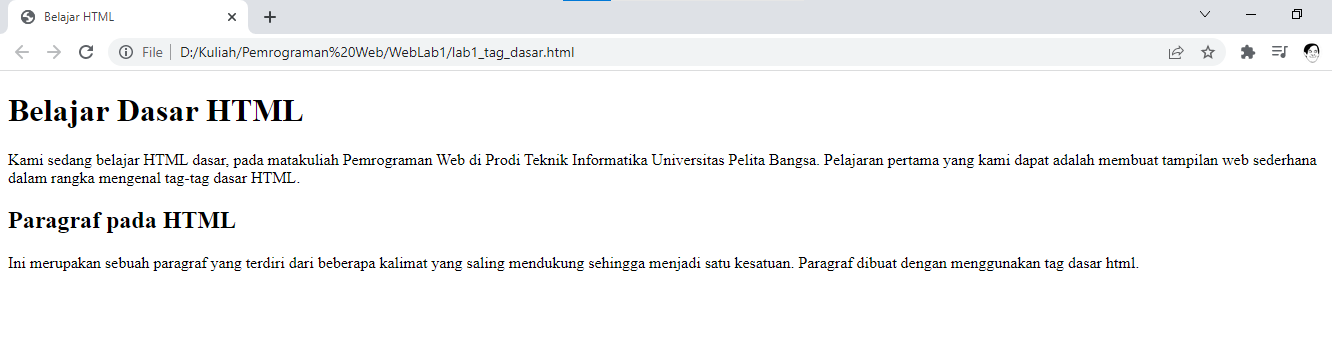 Belajar HTML
File
D:/Kuliah/Pemrograman%20Web/WebLab1/lab1_tag_dasar.html
Belajar Dasar HTML
Kami sedang belajar HTML dasar, pada matakuliah Pemrograman Web di Prodi Teknik Informatika Universitas Pelita Bangsa. Pelajaran pertama yang kami dapat adalah membuat tampilan web sederhana
dalam rangka mengenal tag-tag dasar HTML.
Paragraf pada HTML
Ini merupakan sebuah paragraf yang terdiri dari beberapa kalimat yang saling mendukung sehingga menjadi satu kesatuan. Paragraf dibuat dengan menggunakan tag dasar html.